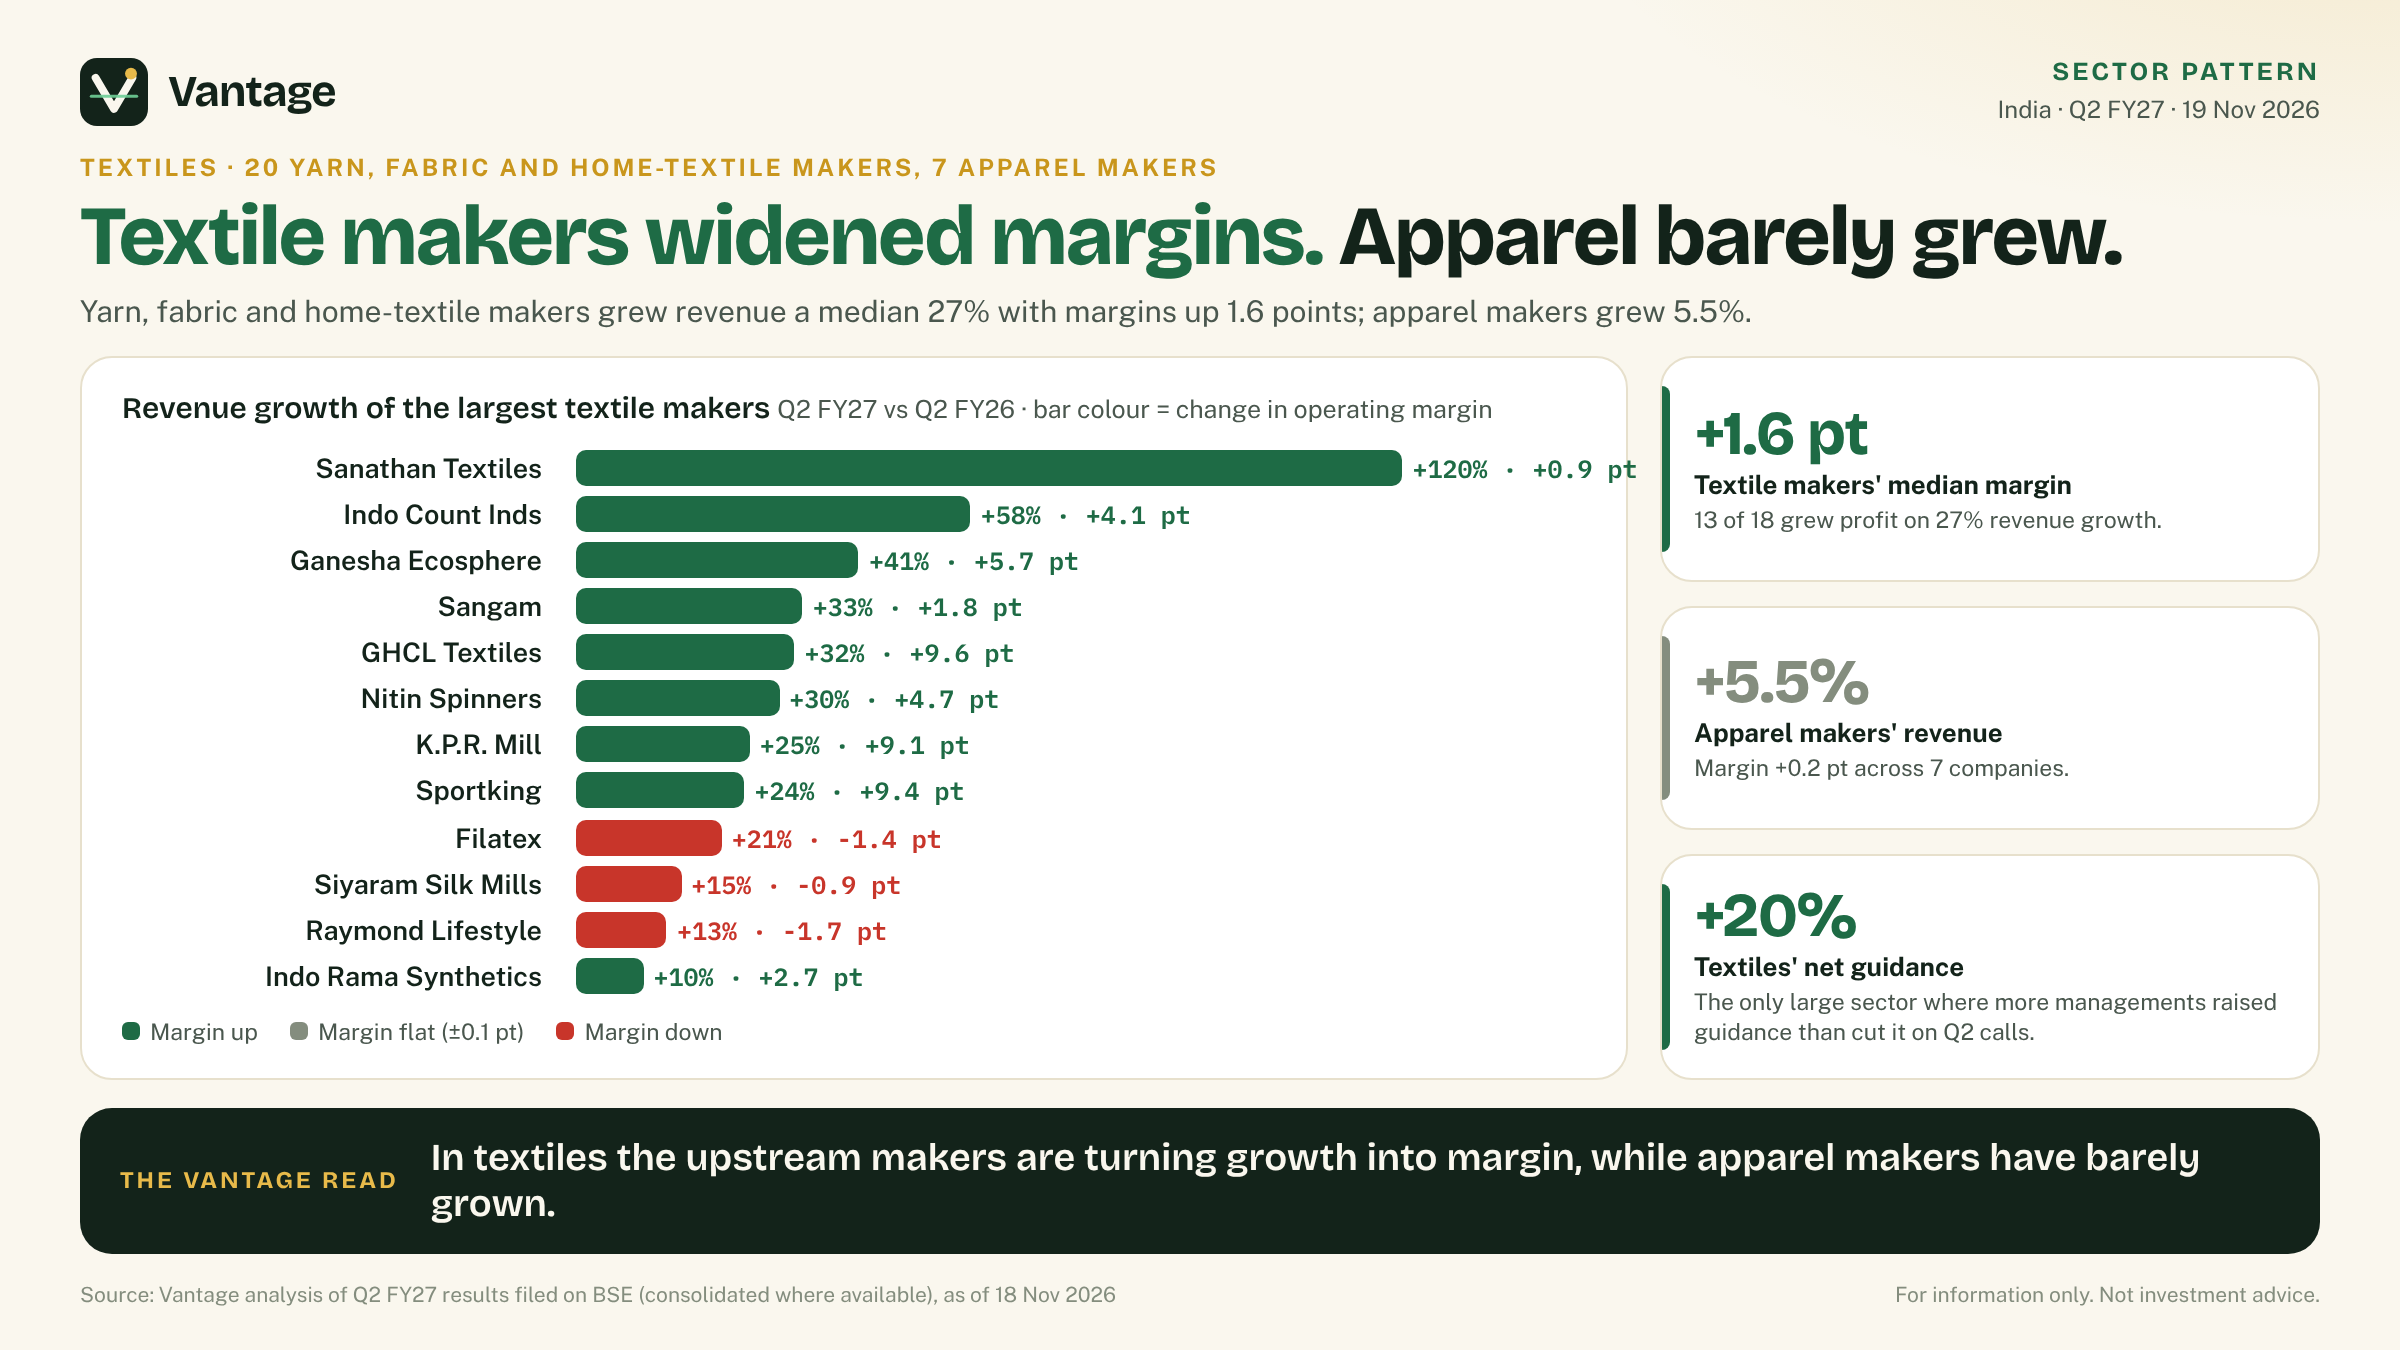 Vantage
SECTOR PATTERN
India · Q2 FY27 · 19 Nov 2026
TEXTILES · 20 YARN, FABRIC AND HOME-TEXTILE MAKERS, 7 APPAREL MAKERS
Textile makers widened margins. Apparel barely grew.
Yarn, fabric and home-textile makers grew revenue a median 27% with margins up 1.6 points; apparel makers grew 5.5%.
Revenue growth of the largest textile makers Q2 FY27 vs Q2 FY26 · bar colour = change in operating margin
Sanathan Textiles +120% · +0.9 pt
Indo Count Inds +58% · +4.1 pt
Ganesha Ecosphere +41% · +5.7 pt
Sangam +33% · +1.8 pt
GHCL Textiles +32% · +9.6 pt
Nitin Spinners +30% · +4.7 pt
K.P.R. Mill +25% · +9.1 pt
Sportking +24% · +9.4 pt
Filatex +21% · -1.4 pt
Siyaram Silk Mills +15% · -0.9 pt
Raymond Lifestyle +13% · -1.7 pt
Indo Rama Synthetics +10% · +2.7 pt
Margin up Margin flat (±0.1 pt) Margin down
+1.6 pt
Textile makers' median margin
13 of 18 grew profit on 27% revenue growth.
+5.5%
Apparel makers' revenue
Margin +0.2 pt across 7 companies.
+20%
Textiles' net guidance
The only large sector where more managements raised
guidance than cut it on Q2 calls.
THE VANTAGE READ
In textiles the upstream makers are turning growth into margin, while apparel makers have barely
grown.
Source: Vantage analysis of Q2 FY27 results filed on BSE (consolidated where available), as of 18 Nov 2026
For information only. Not investment advice.